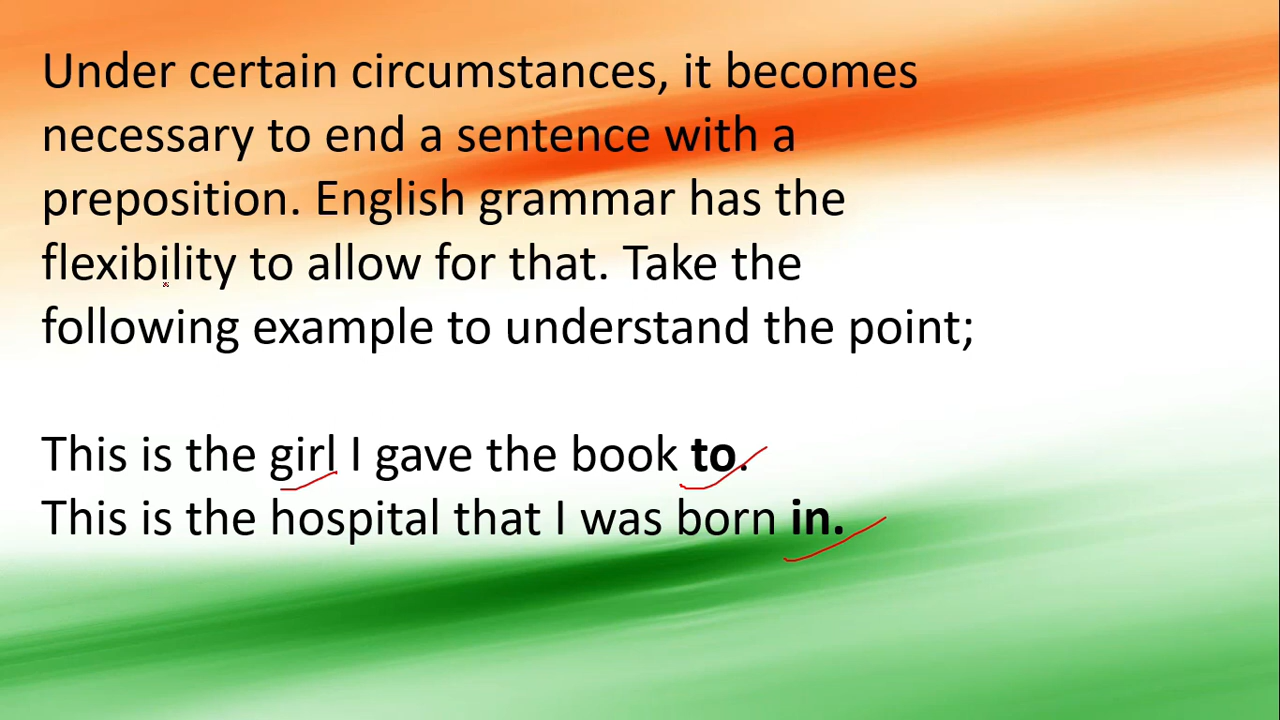 Under certain circumstances, it becomes
necessary to end a sentence with a
preposition. English grammar has the
flexibility to allow for that. Take the
following example to understand the point;
This is the girl I gave the book to.
This is the hospital that I was born in.